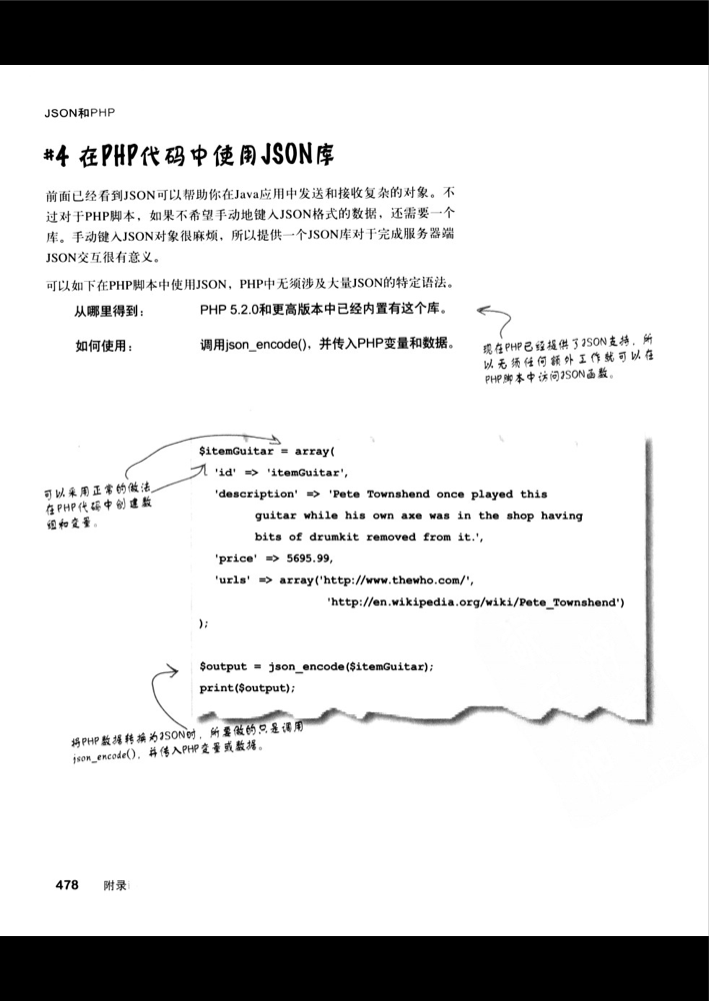 JSON和PHP
#4 在PHP代码中使用JSON库
前面已经看到JSON可以帮助你在Java应用中发送和接收复杂的对象。不
过对于PHP脚本，如果不希望手动地键入JSON格式的数据，还需要一个
库。手动键入JSON对象很麻烦，所以提供一个JSON库对于完成服务器端
JSON交互很有意义。
可以如下在PHP脚本中使用JSON，PHP中无须涉及大量JSON的特定语法。
从哪里得到： PHP 5.2.0和更高版本中已经内置有这个库。
如何使用： 调用json_encode()，并传入PHP变量和数据。
现在PHP已经提供了JSON支持，所
以无须任何额外工作就可以在
PHP脚本中访问JSON函数。
$itemGuitar = array(
'id' => 'itemGuitar',
'description' => 'Pete Townshend once played this
guitar while his own axe was in the shop having
bits of drumkit removed from it.',
'price' => 5695.99,
'urls' => array('http://www.thewho.com/',
'http://en.wikipedia.org/wiki/Pete_Townshend')
);
$output = json_encode($itemGuitar);
print($output);
可以采用正常的做法
在PHP代码中创建数
组和变量。
将PHP数据转换为JSON时，所要做的只是调用
json_encode()，并传入PHP变量或数据。
478 附录i